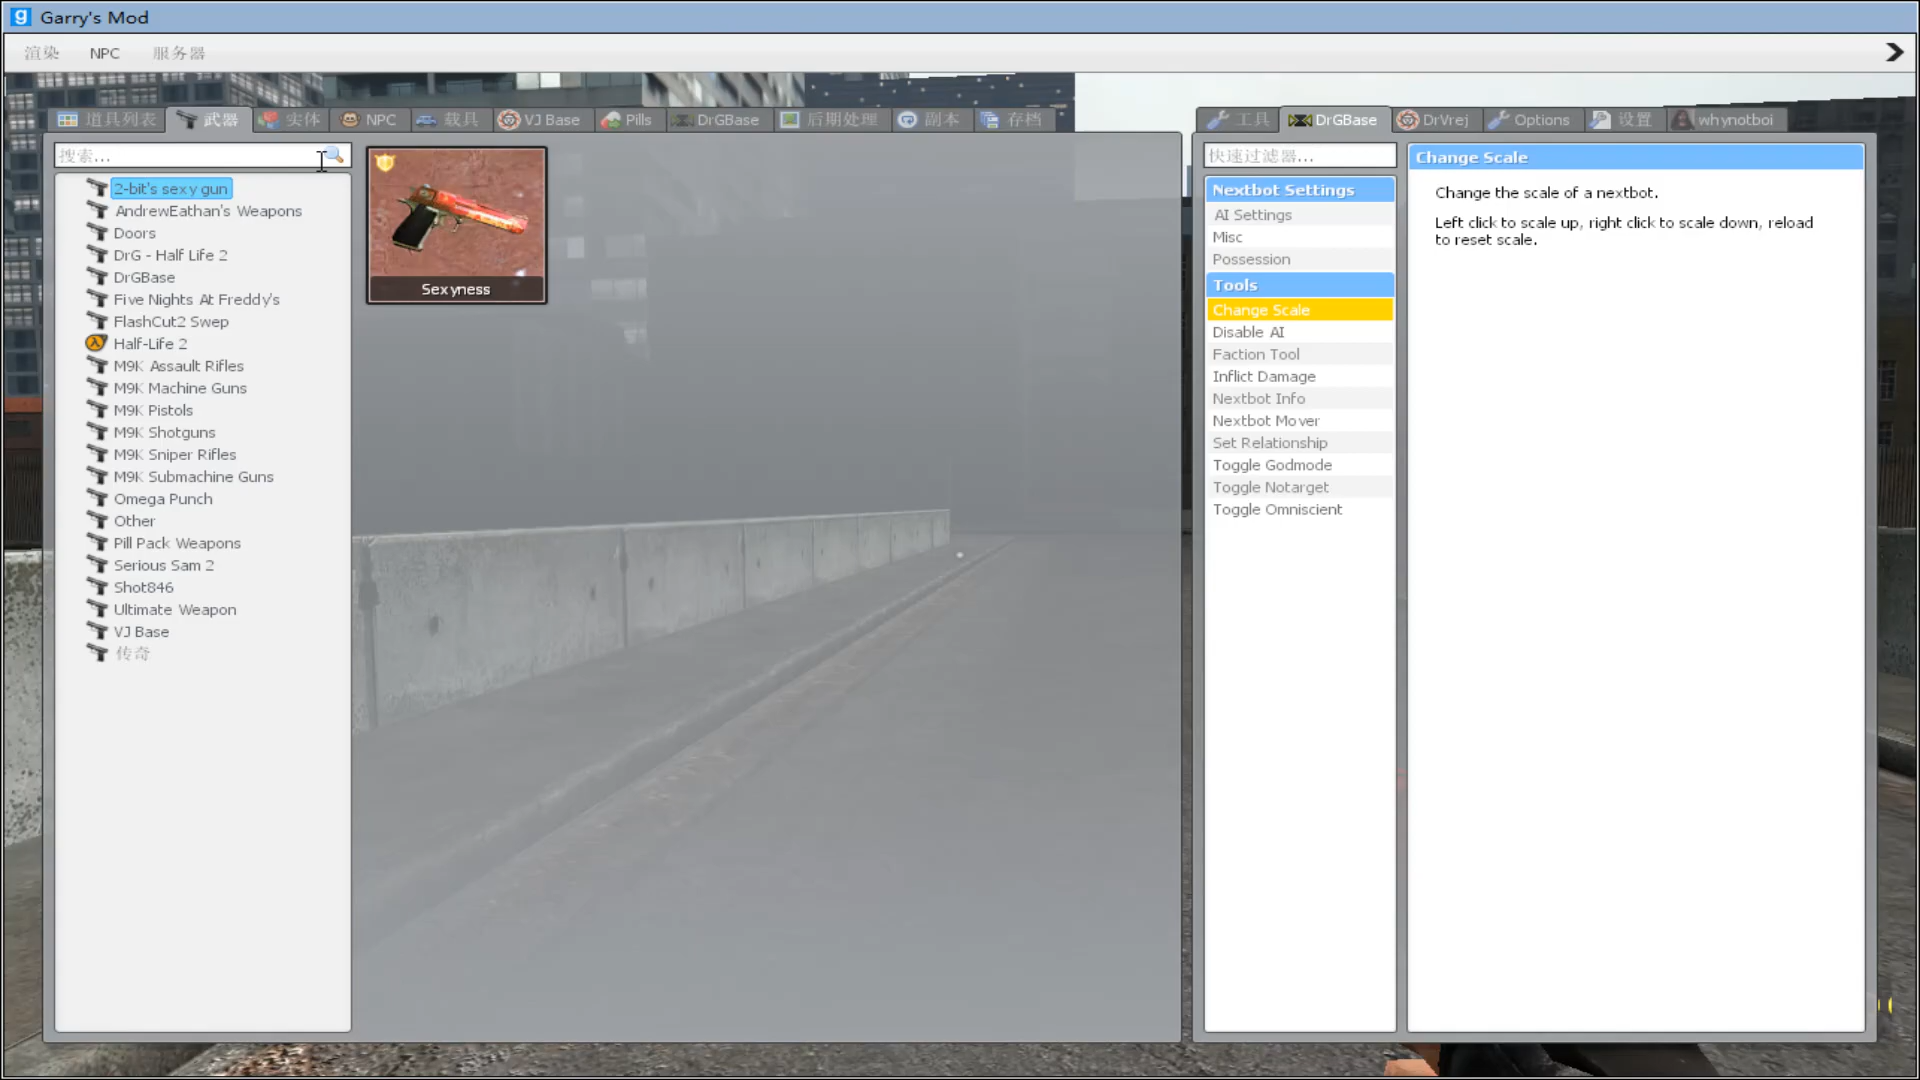 Garry's Mod
渲染 NPC 服务器
道具列表 武器 实体 NPC 载具 VJ Base Pills DrGBase 后期处理 副本 存档
搜索...
2-bit's sexy gun
AndrewEathan's Weapons
Doors
DrG - Half Life 2
DrGBase
Five Nights At Freddy's
FlashCut2 Swep
Half-Life 2
M9K Assault Rifles
M9K Machine Guns
M9K Pistols
M9K Shotguns
M9K Sniper Rifles
M9K Submachine Guns
Omega Punch
Other
Pill Pack Weapons
Serious Sam 2
Shot846
Ultimate Weapon
VJ Base
传奇
Sexyness
工具 DrGBase DrVrej Options 设置 whynotboi
快速过滤器...
Nextbot Settings
AI Settings
Misc
Possession
Tools
Change Scale
Disable AI
Faction Tool
Inflict Damage
Nextbot Info
Nextbot Mover
Set Relationship
Toggle Godmode
Toggle Notarget
Toggle Omniscient
Change Scale
Change the scale of a nextbot.
Left click to scale up, right click to scale down, reload
to reset scale.